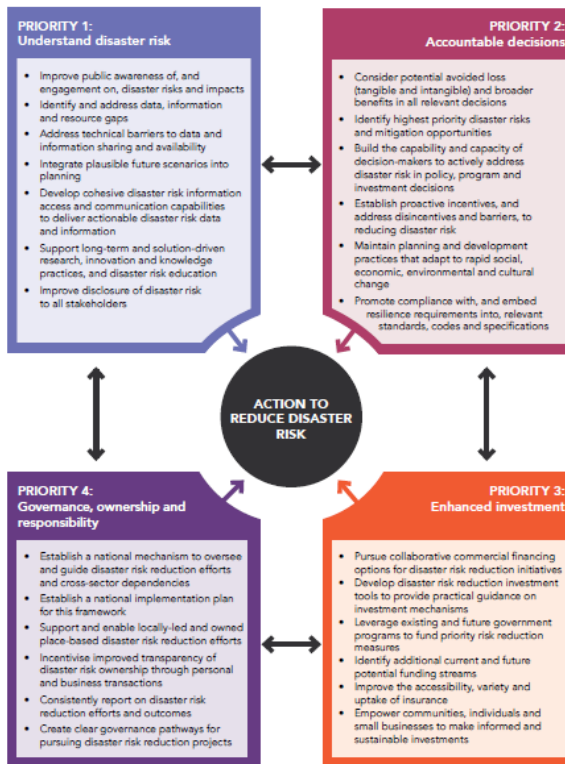 PRIORITY 1:
Understand disaster risk
• Improve public awareness of, and
engagement on, disaster risks and impacts
• Identify and address data, information
and resource gaps
• Address technical barriers to data and
information sharing and availability
• Integrate plausible future scenarios into
planning
• Develop cohesive disaster risk information
access and communication capabilities
to deliver actionable disaster risk data
and information
• Support long-term and solution-driven
research, innovation and knowledge
practices, and disaster risk education
• Improve disclosure of disaster risk
to all stakeholders
PRIORITY 2:
Accountable decisions
• Consider potential avoided loss
(tangible and intangible) and broader
benefits in all relevant decisions
• Identify highest priority disaster risks
and mitigation opportunities
• Build the capability and capacity of
decision-makers to actively address
disaster risk in policy, program and
investment decisions
• Establish proactive incentives, and
address disincentives and barriers, to
reducing disaster risk
• Maintain planning and development
practices that adapt to rapid social,
economic, environmental and cultural
change
• Promote compliance with, and embed
resilience requirements into, relevant
standards, codes and specifications
ACTION TO
REDUCE DISASTER
RISK
PRIORITY 4:
Governance, ownership and
responsibility
• Establish a national mechanism to oversee
and guide disaster risk reduction efforts
and cross-sector dependencies
• Establish a national implementation plan
for this framework
• Support and enable locally-led and owned
place-based disaster risk reduction efforts
• Incentivise improved transparency of
disaster risk ownership through personal
and business transactions
• Consistently report on disaster risk
reduction efforts and outcomes
• Create clear governance pathways for
pursuing disaster risk reduction projects
PRIORITY 3:
Enhanced investment
• Pursue collaborative commercial financing
options for disaster risk reduction initiatives
• Develop disaster risk reduction investment
tools to provide practical guidance on
investment mechanisms
• Leverage existing and future government
programs to fund priority risk reduction
measures
• Identify additional current and future
potential funding streams
• Improve the accessibility, variety and
uptake of insurance
• Empower communities, individuals and
small businesses to make informed and
sustainable investments